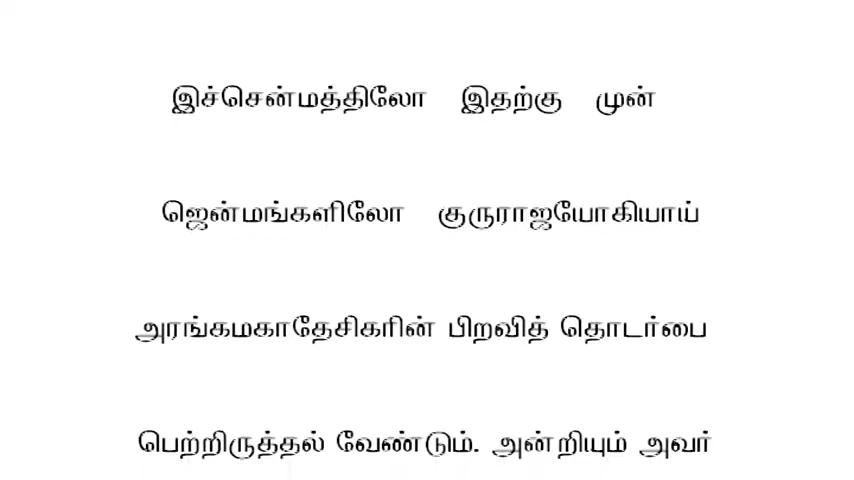 இச்சென்மத்திலோ இதற்கு முன்
ஜென்மங்களிலோ குருராஜயோகியாய்
அரங்கமகாதேசிகரின் பிறவித் தொடர்பை
பெற்றிருத்தல் வேண்டும். அன்றியும் அவர்